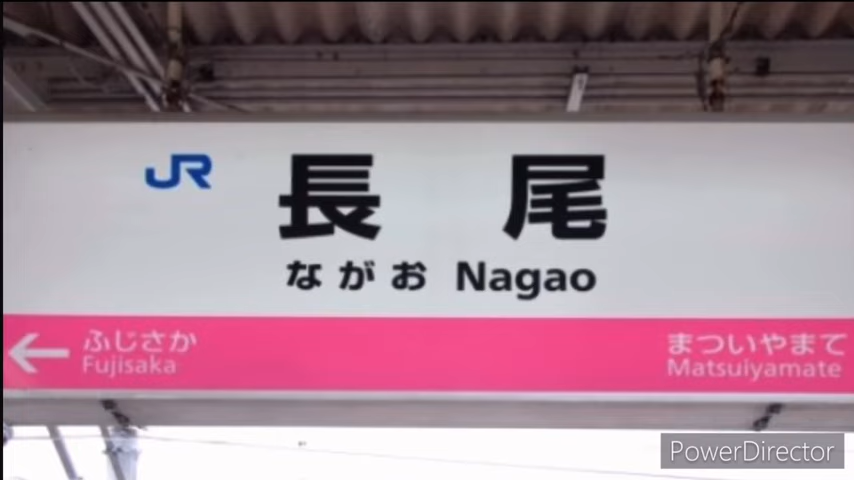 JR 長尾
ながお Nagao
← ふじさか
Fujisaka
まついやまて
Matsuiyamate
PowerDirector